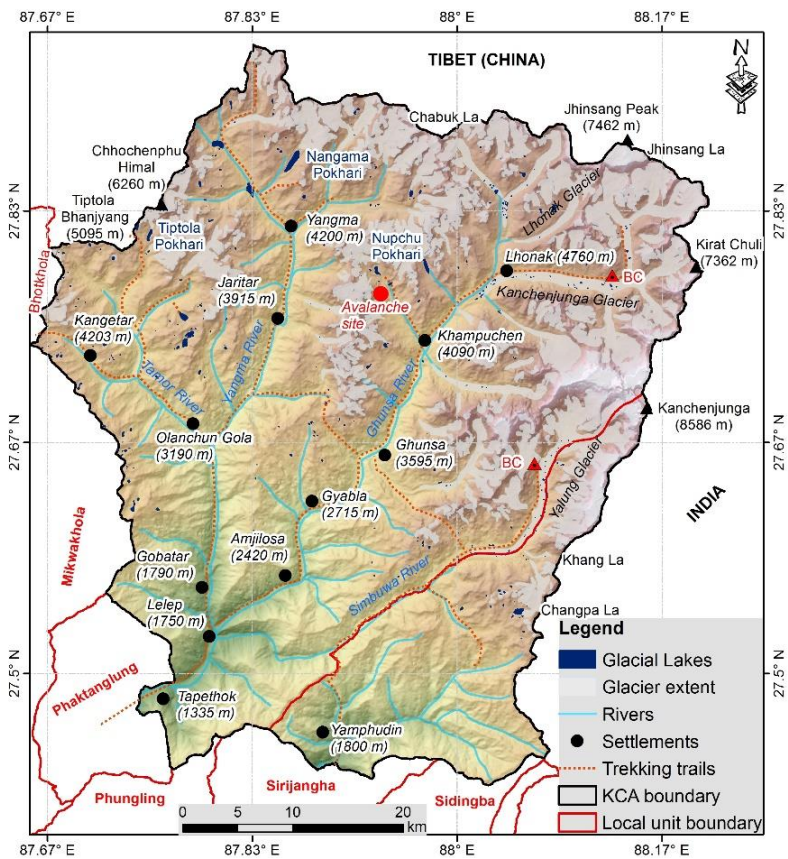 87.67° E
87.83° E
88° E
88.17° E
TIBET (CHINA)
N
Chabuk La
Jhinsang Peak
(7462 m)
Jhinsang La
Chhochenphu
Himal
(6260 m)
Nangama
Pokhari
Tiptola
Bhanjyang
(5095 m)
Tiptola
Pokhari
27.83° N
27.83° N
Yangma
(4200 m)
Nupchu
Pokhari
Lhonak Glacier
Lhonak (4760 m)
Kirat Chuli
(7362 m)
BC
Bhotkhola
Jaritar
(3915 m)
Avalanche
site
Kanchenjunga Glacier
Kangetar
(4203 m)
Khampuchen
(4090 m)
Tamor River
Yangma River
Ghunsa River
Kanchenjunga
(8586 m)
Olanchun Gola
(3190 m)
27.67° N
27.67° N
Ghunsa
(3595 m)
BC
Yalung Glacier
Gyabla
(2715 m)
INDIA
Mikwakhola
Amjilosa
(2420 m)
Gobatar
(1790 m)
Khang La
Simbuwa River
Lelep
(1750 m)
Changpa La
Legend
Glacial Lakes
Glacier extent
Rivers
Settlements
Trekking trails
KCA boundary
Local unit boundary
27.5° N
27.5° N
Phaktanglung
Tapethok
(1335 m)
Yamphudin
(1800 m)
Phungling
Sirijangha
Sidingba
0 5 10 20
km
87.67° E
87.83° E
88° E
88.17° E